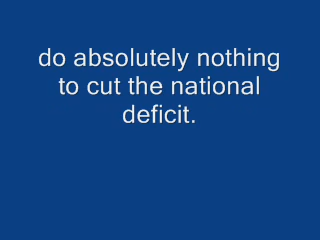 do absolutely nothing
to cut the national
deficit.